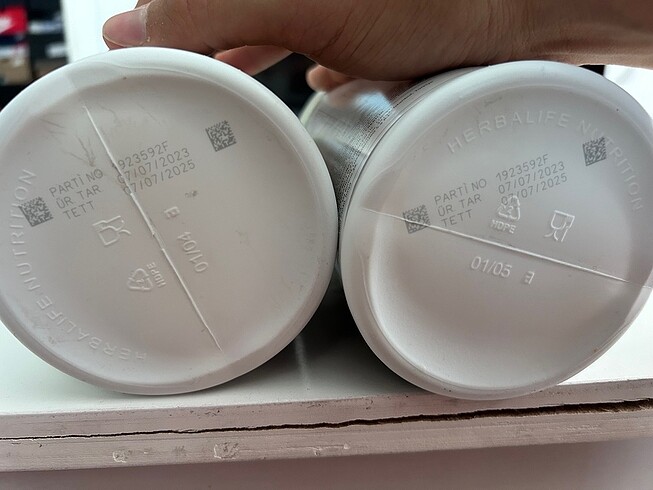 HERBALIFE NUTRITION
PARTİ NO 1923592F
ÜR TAR 07/07/2023
TETT 07/07/2025
E
01/04
HDPE
HERBALIFE NUTRITION
PARTİ NO 1923592F
ÜR TAR 07/07/2023
TETT 07/07/2025
HDPE
01/05 E